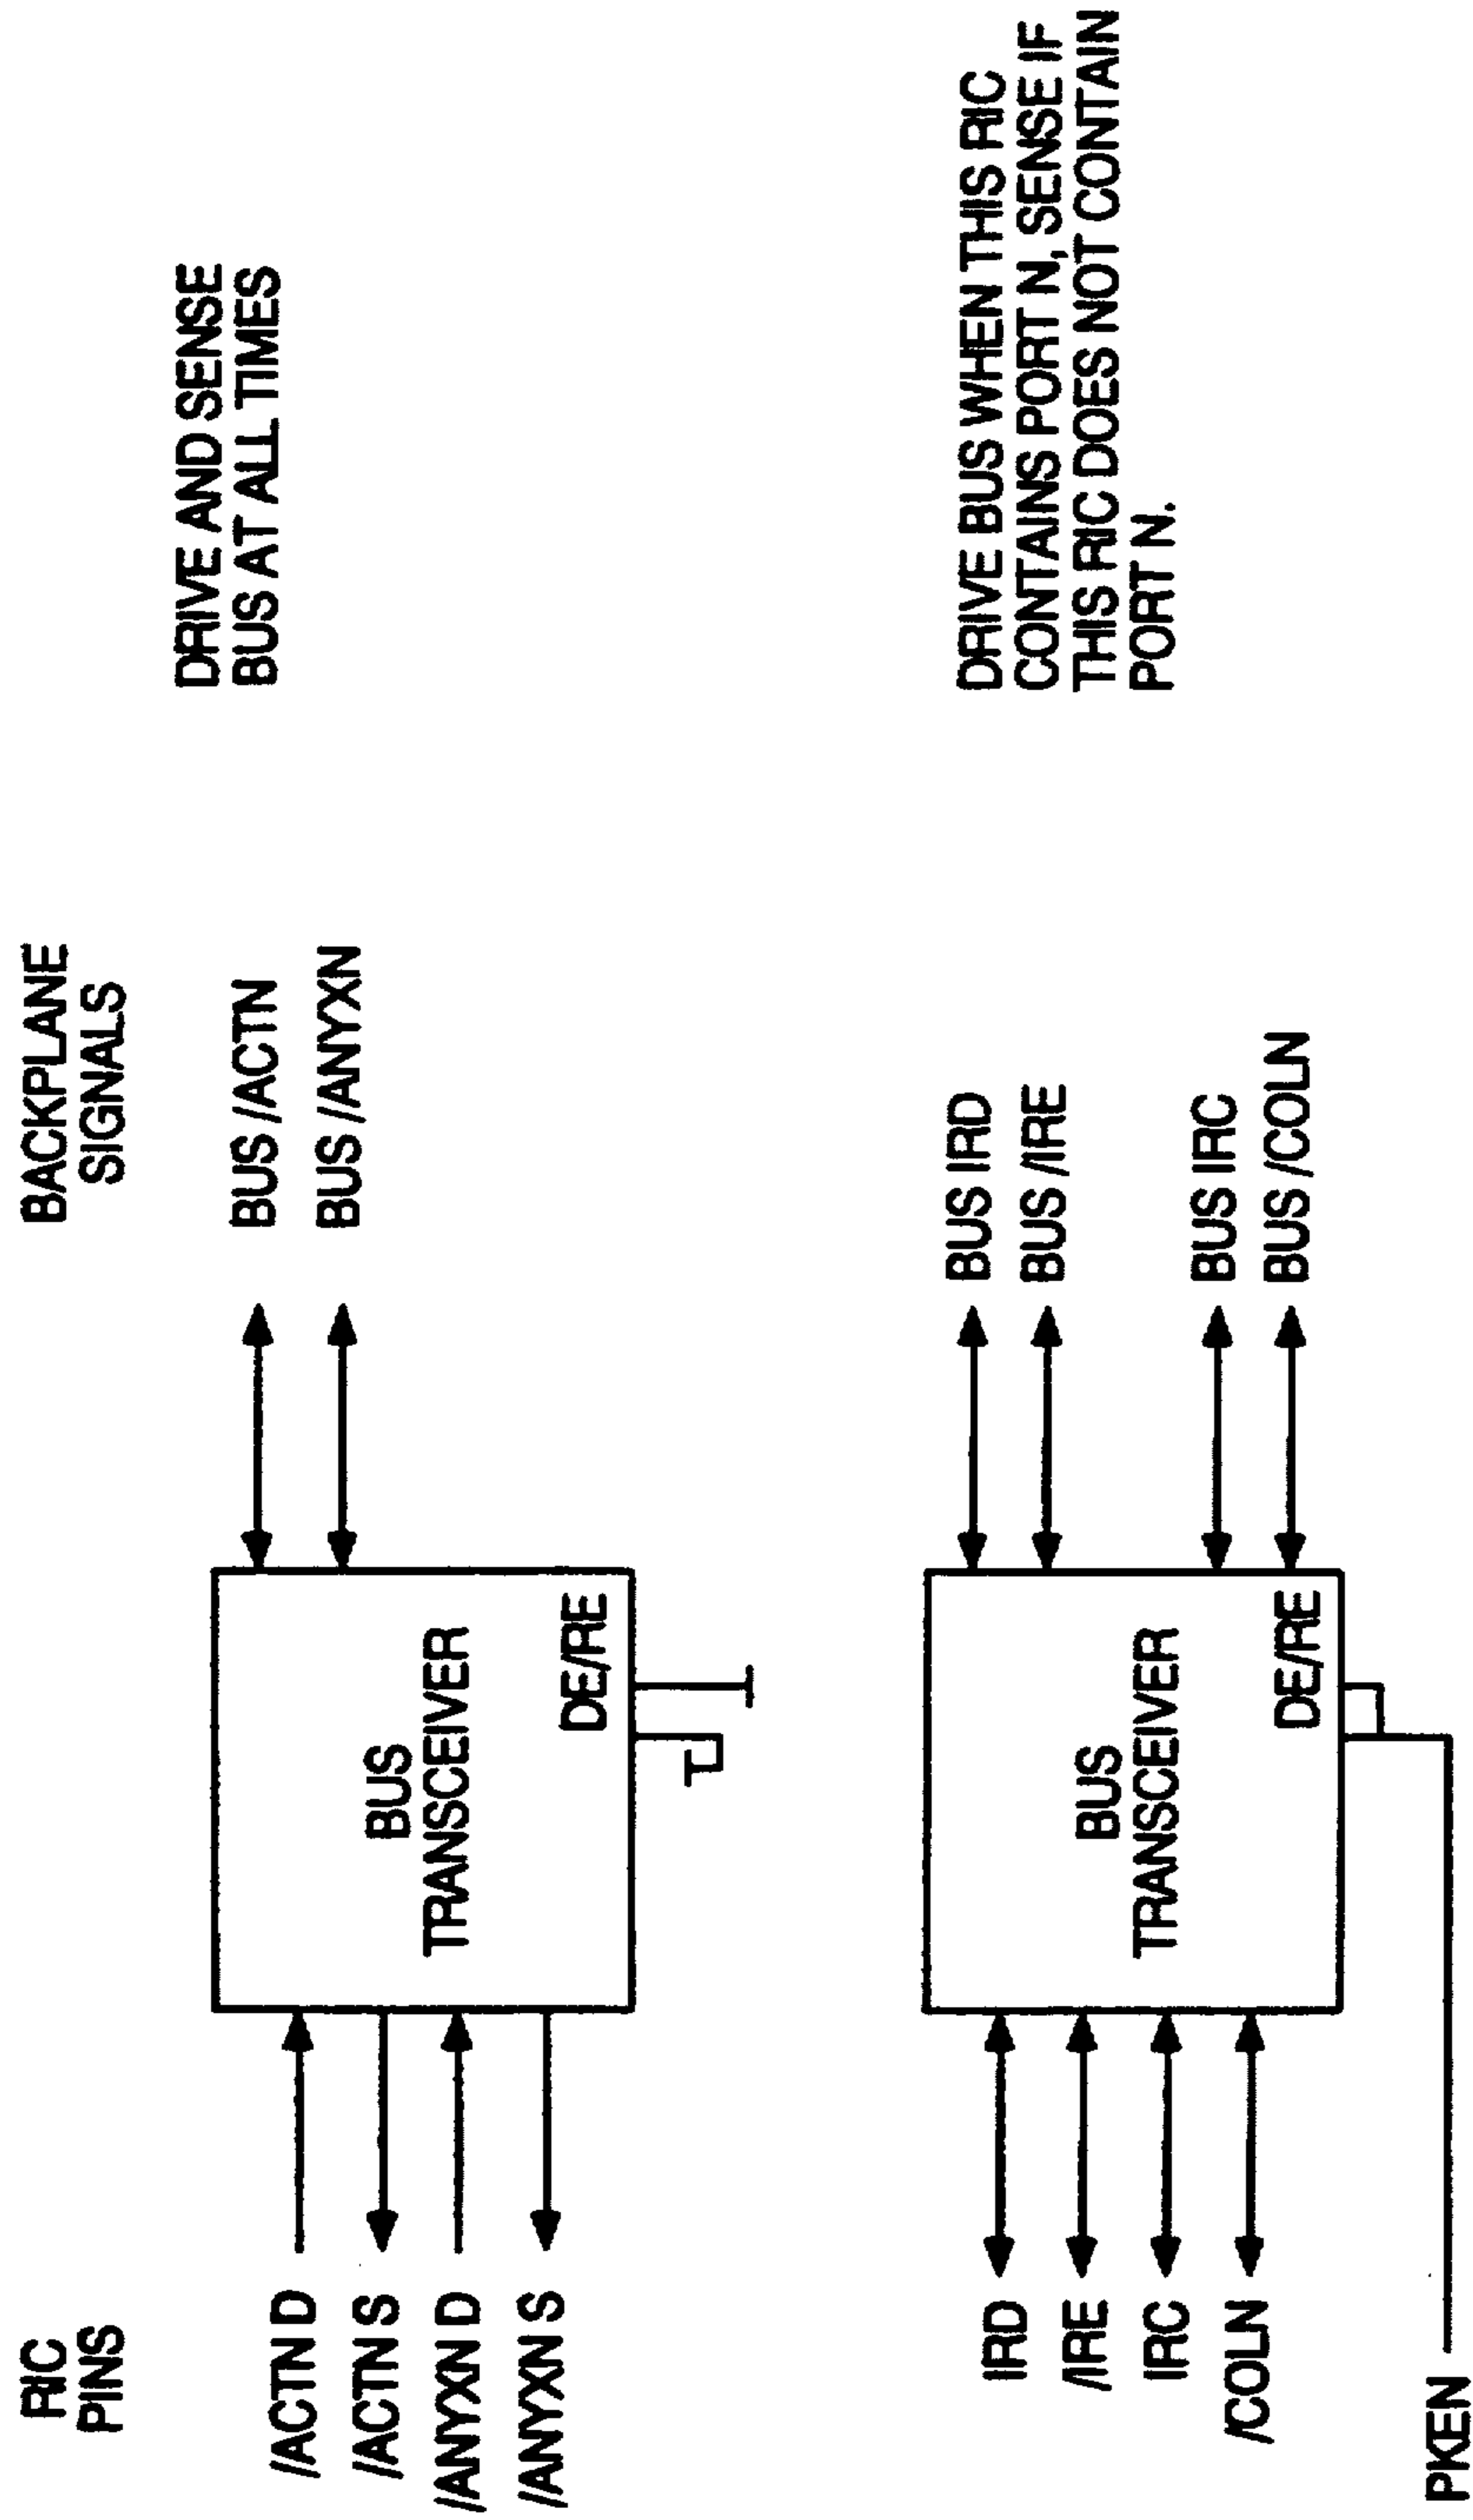 RIC
PINS
BACKPLANE
SIGNALS
/ACTN D
/ACTN S
/ANYXN D
/ANYXN S
BUS
TRANSCEIVER
DE/RE
BUS /ACTN
BUS /ANYXN
DRIVE AND SENSE
BUS AT ALL TIMES
IRD
/IRE
IRC
/COLN
PKEN
BUS
TRANSCEIVER
DE/RE
BUS IRD
BUS /IRE
BUS IRC
BUS /COLN
DRIVE BUS WHEN THIS RIC
CONTAINS PORT N, SENSE IF
THIS RIC DOES NOT CONTAIN
PORT N.